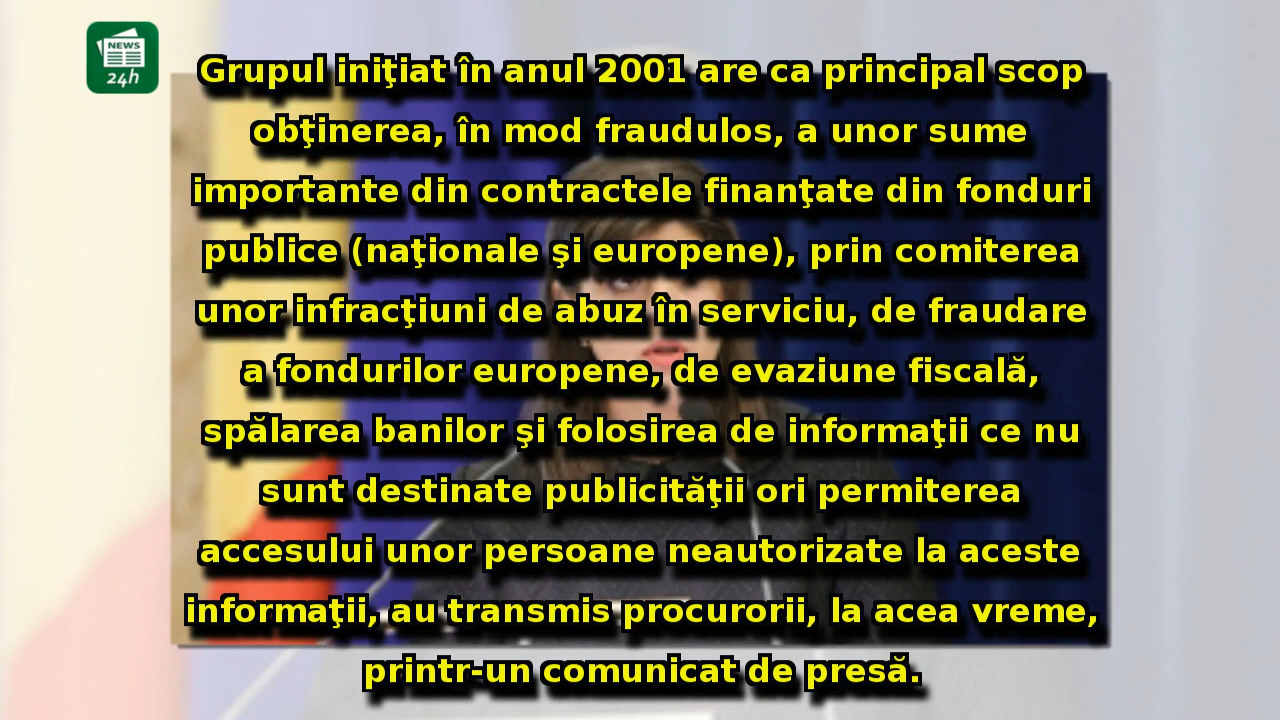 NEWS
24h
Grupul iniţiat în anul 2001 are ca principal scop
obţinerea, în mod fraudulos, a unor sume
importante din contractele finanţate din fonduri
publice (naţionale şi europene), prin comiterea
unor infracţiuni de abuz în serviciu, de fraudare
a fondurilor europene, de evaziune fiscală,
spălarea banilor şi folosirea de informaţii ce nu
sunt destinate publicităţii ori permiterea
accesului unor persoane neautorizate la aceste
informaţii, au transmis procurorii, la acea vreme,
printr-un comunicat de presă.